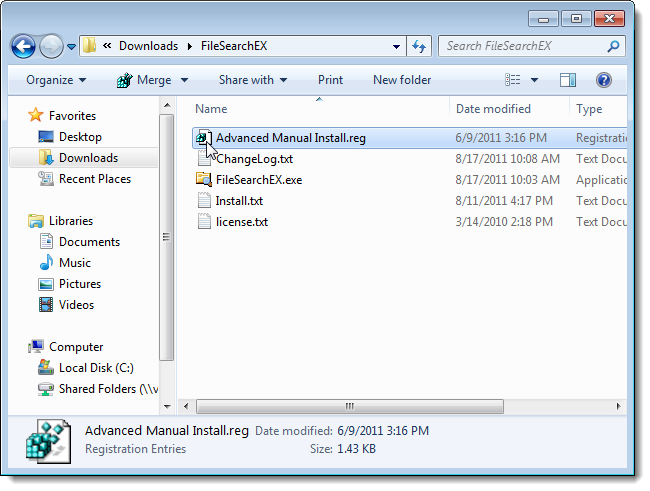 « Downloads FileSearchEX Search FileSearchEX
Organize Merge Share with Print New folder
Name Date modified Type
Favorites
Desktop
Downloads
Recent Places
Libraries
Documents
Music
Pictures
Videos
Computer
Local Disk (C:)
Shared Folders (\\v
Advanced Manual Install.reg 6/9/2011 3:16 PM Registration
ChangeLog.txt 8/17/2011 10:08 AM Text Docu
FileSearchEX.exe 8/17/2011 10:03 AM Applicatio
Install.txt 8/11/2011 4:17 PM Text Docu
license.txt 3/14/2010 2:18 PM Text Docu
Advanced Manual Install.reg Date modified: 6/9/2011 3:16 PM
Registration Entries Size: 1.43 KB